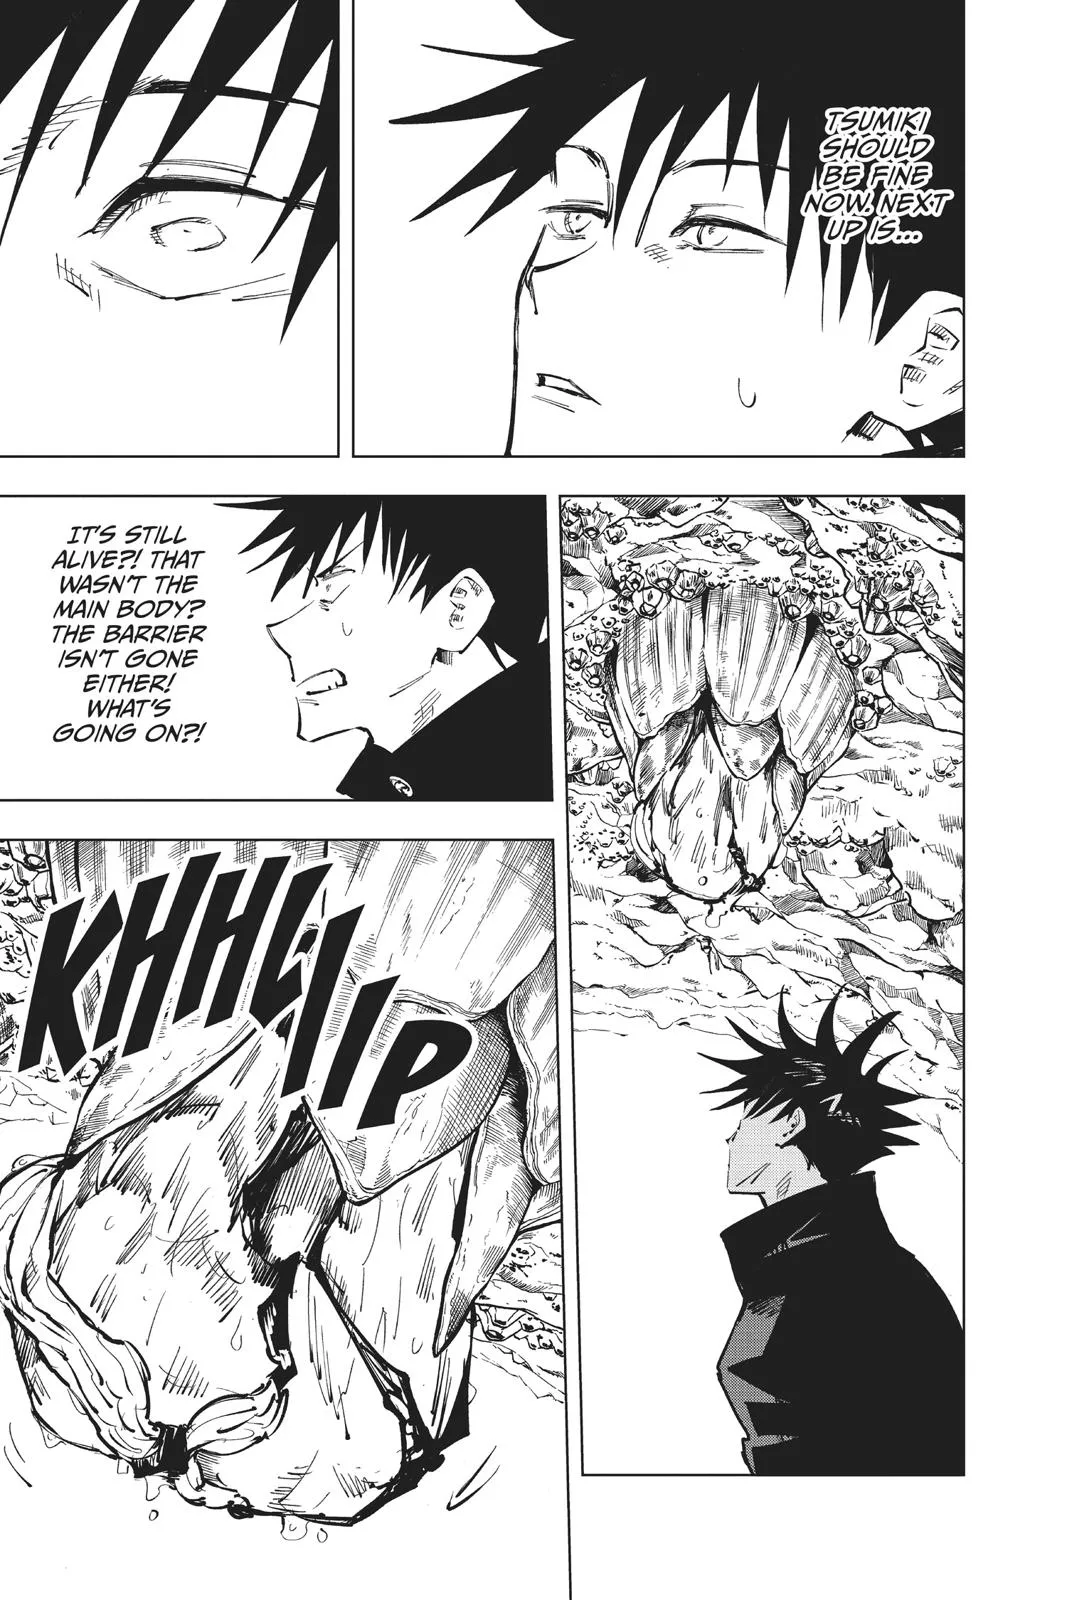 TSUMIKI
SHOULD
BE FINE
NOW. NEXT
UP IS...
IT'S STILL
ALIVE?! THAT
WASN'T THE
MAIN BODY?
THE BARRIER
ISN'T GONE
EITHER!
WHAT'S
GOING ON?!
KHHLIIP